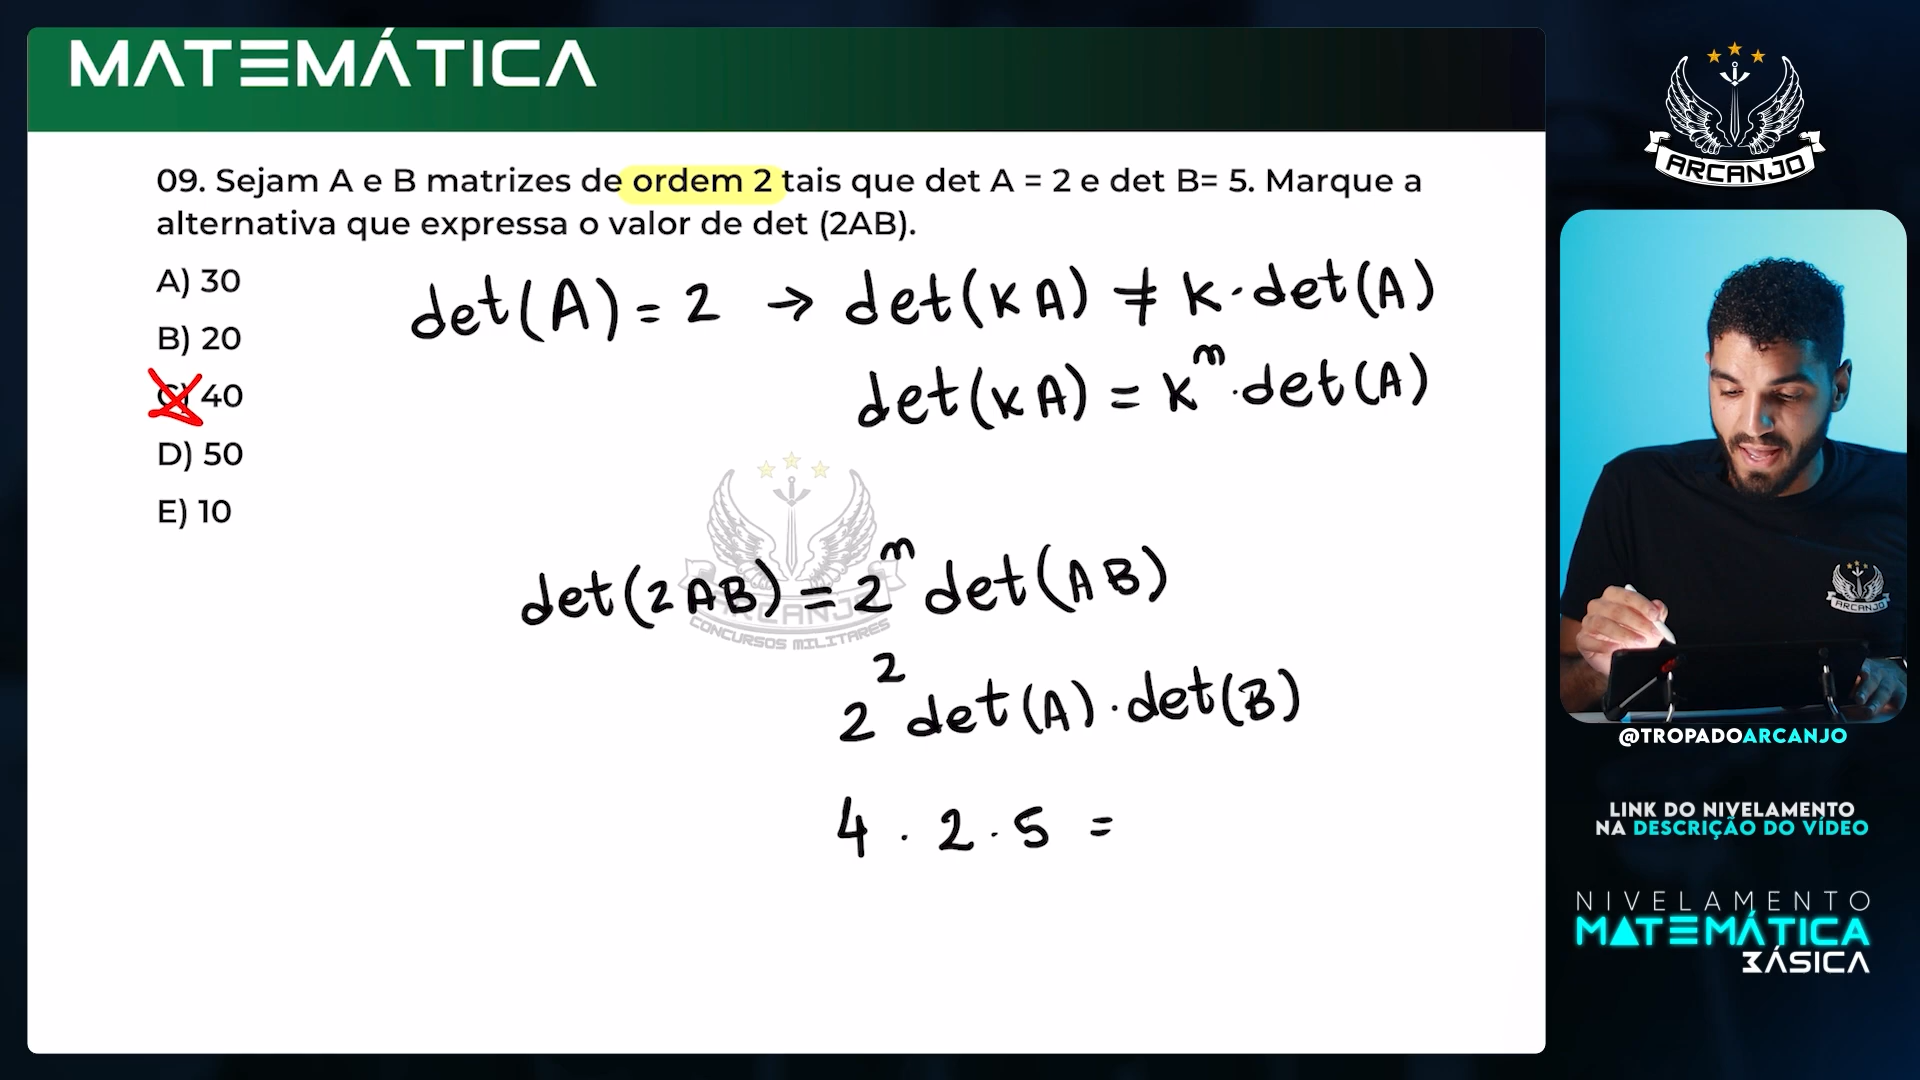 MATEMÁTICA
09. Sejam A e B matrizes de ordem 2 tais que det A = 2 e det B= 5. Marque a
alternativa que expressa o valor de det (2AB).
A) 30
B) 20
C) 40
D) 50
E) 10
det(A) = 2 → det(KA) ≠ K·det(A)
det(KA) = K^n·det(A)
det(2AB) = 2^n det(AB)
2^2 det(A)·det(B)
4 · 2 · 5 =
ARCANJO
CONCURSOS MILITARES
ARCANJO
ARCANJO
@TROPADOARCANJO
LINK DO NIVELAMENTO
NA DESCRIÇÃO DO VÍDEO
NIVELAMENTO
MATEMÁTICA
BÁSICA